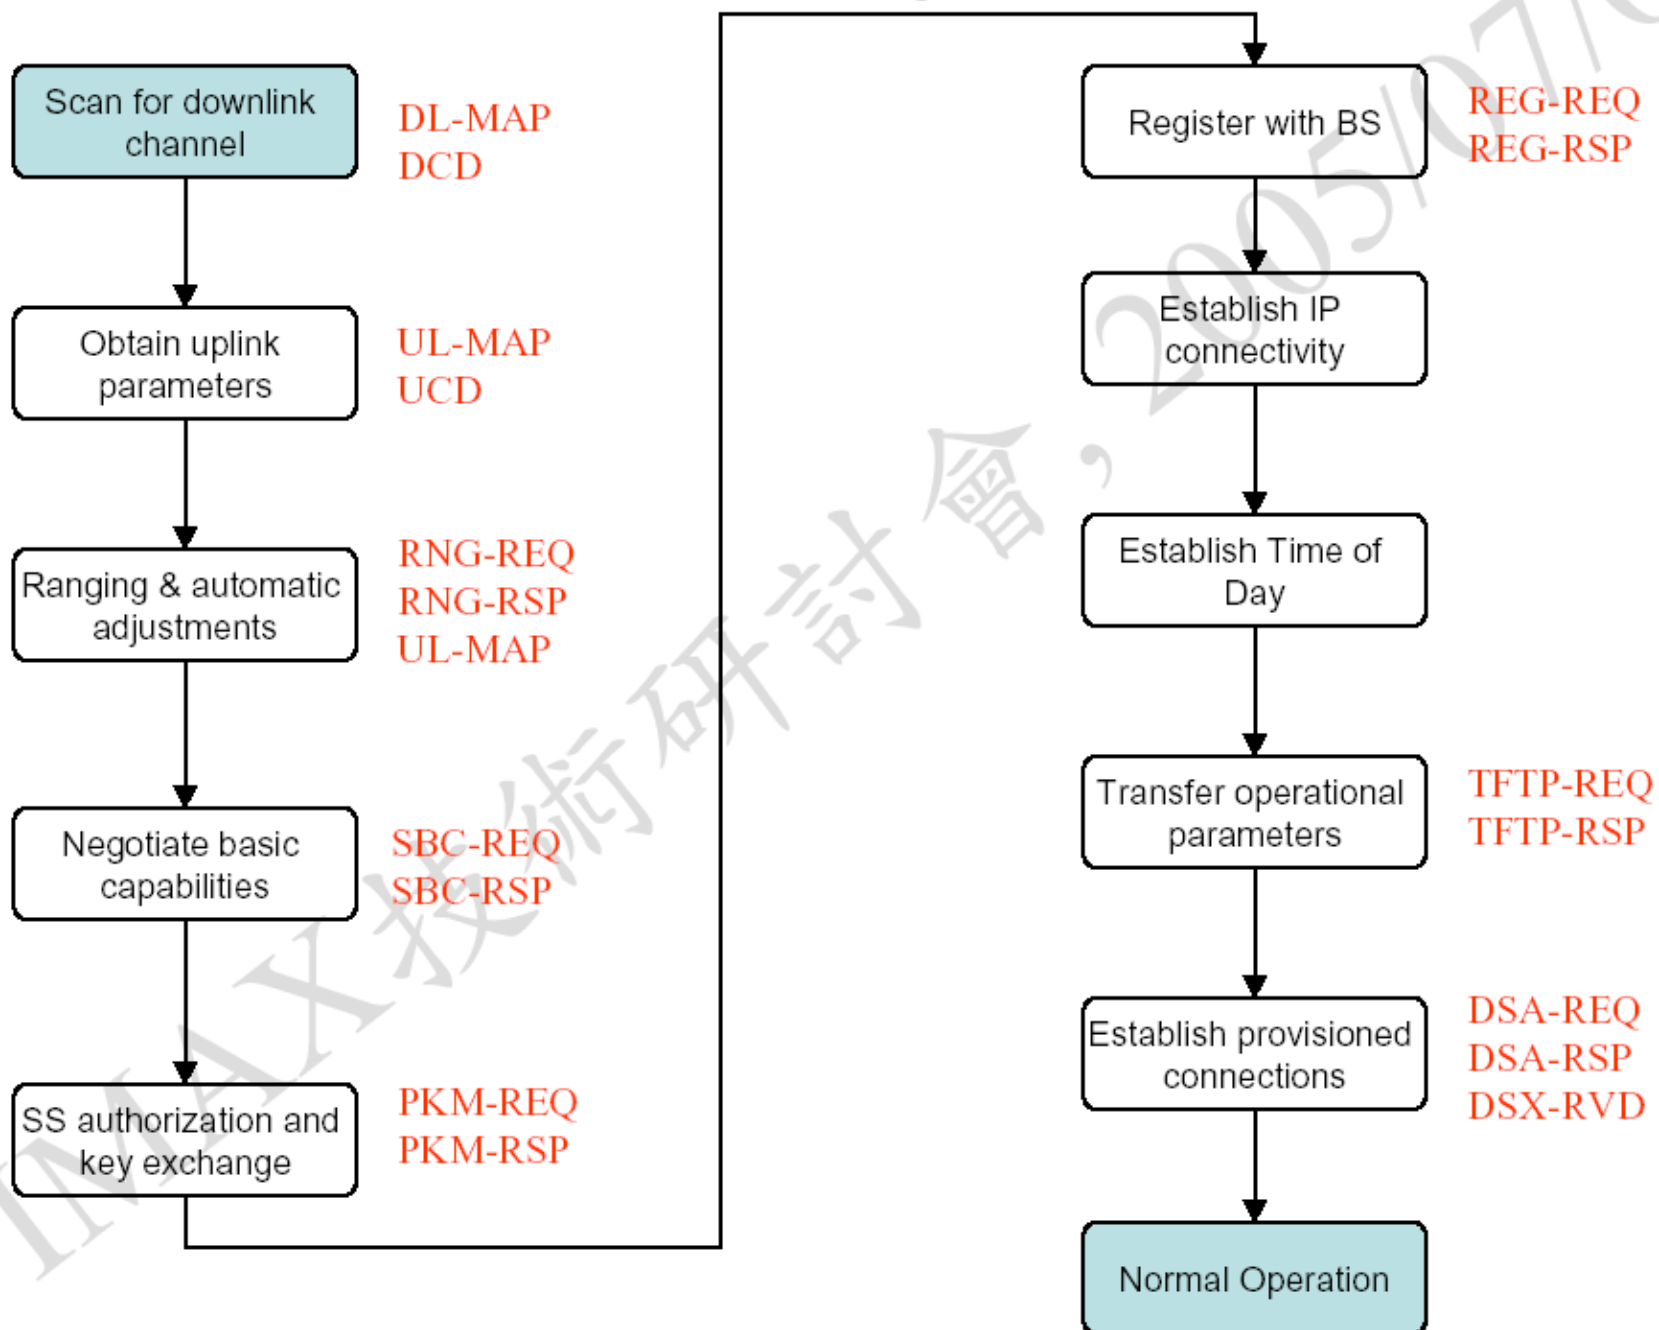 Scan for downlink
channel
DL-MAP
DCD
Obtain uplink
parameters
UL-MAP
UCD
Ranging & automatic
adjustments
RNG-REQ
RNG-RSP
UL-MAP
Negotiate basic
capabilities
SBC-REQ
SBC-RSP
SS authorization and
key exchange
PKM-REQ
PKM-RSP
Register with BS
REG-REQ
REG-RSP
Establish IP
connectivity
Establish Time of
Day
Transfer operational
parameters
TFTP-REQ
TFTP-RSP
Establish provisioned
connections
DSA-REQ
DSA-RSP
DSX-RVD
Normal Operation
IMAX技術研討會, 2005/07/0